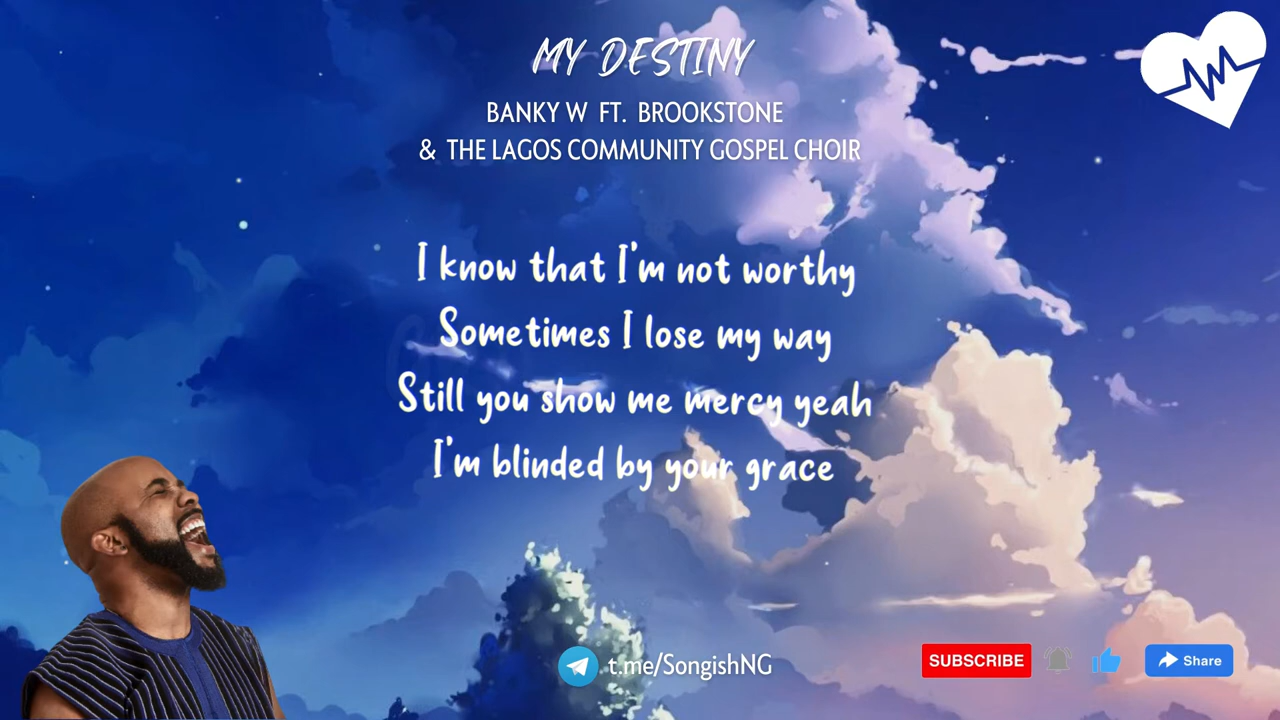 MY DESTINY
BANKY W FT. BROOKSTONE
& THE LAGOS COMMUNITY GOSPEL CHOIR
I know that I'm not worthy
Sometimes I lose my way
Still you show me mercy yeah
I'm blinded by your grace
t.me/SongishNG
SUBSCRIBE
Share